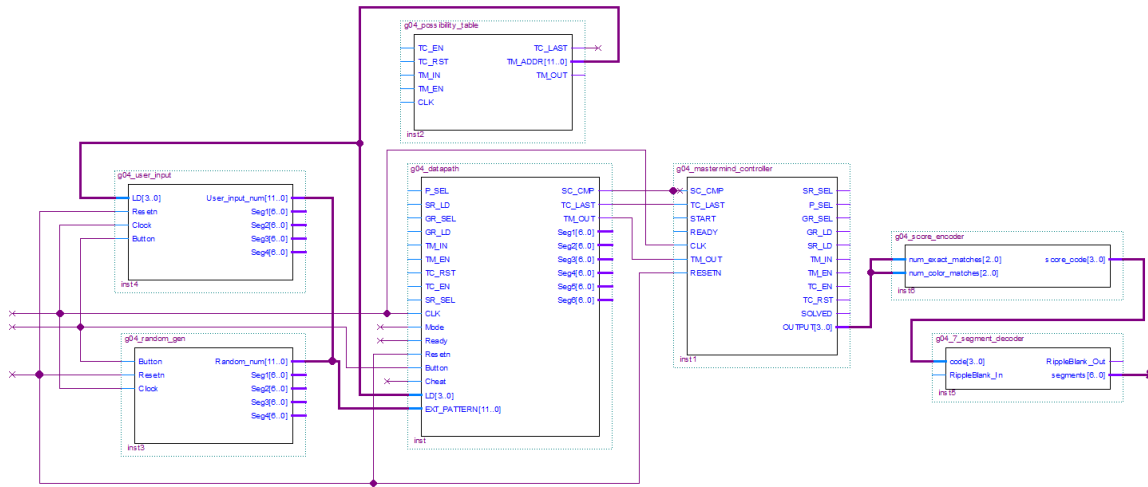 g04_possibility_table
TC_EN
TC_RST
TM_IN
TM_EN
CLK
TC_LAST
TM_ADDR[11..0]
TM_OUT
inst2
g04_user_input
LD[3..0]
Resetn
Clock
Button
User_input_num[11..0]
Seg1[6..0]
Seg2[6..0]
Seg3[6..0]
Seg4[6..0]
inst4
g04_random_gen
Button
Resetn
Clock
Random_num[11..0]
Seg1[6..0]
Seg2[6..0]
Seg3[6..0]
Seg4[6..0]
inst3
g04_datapath
P_SEL
SR_LD
GR_SEL
GR_LD
TM_IN
TM_EN
TC_RST
TC_EN
SR_SEL
CLK
Mode
Ready
Resetn
Button
Cheat
LD[3..0]
EXT_PATTERN[11..0]
SC_CMP
TC_LAST
TM_OUT
Seg1[6..0]
Seg2[6..0]
Seg3[6..0]
Seg4[6..0]
Seg5[6..0]
Seg6[6..0]
inst
g04_mastermind_controller
SC_CMP
TC_LAST
START
READY
CLK
TM_OUT
RESETN
SR_SEL
P_SEL
GR_SEL
GR_LD
SR_LD
TM_IN
TM_EN
TC_EN
TC_RST
SOLVED
OUTPUT[3..0]
inst1
g04_score_encoder
num_exact_matches[2..0]
num_color_matches[2..0]
score_code[3..0]
inst6
g04_7_segment_decoder
code[3..0]
RippleBlank_In
RippleBlank_Out
segments[6..0]
inst5